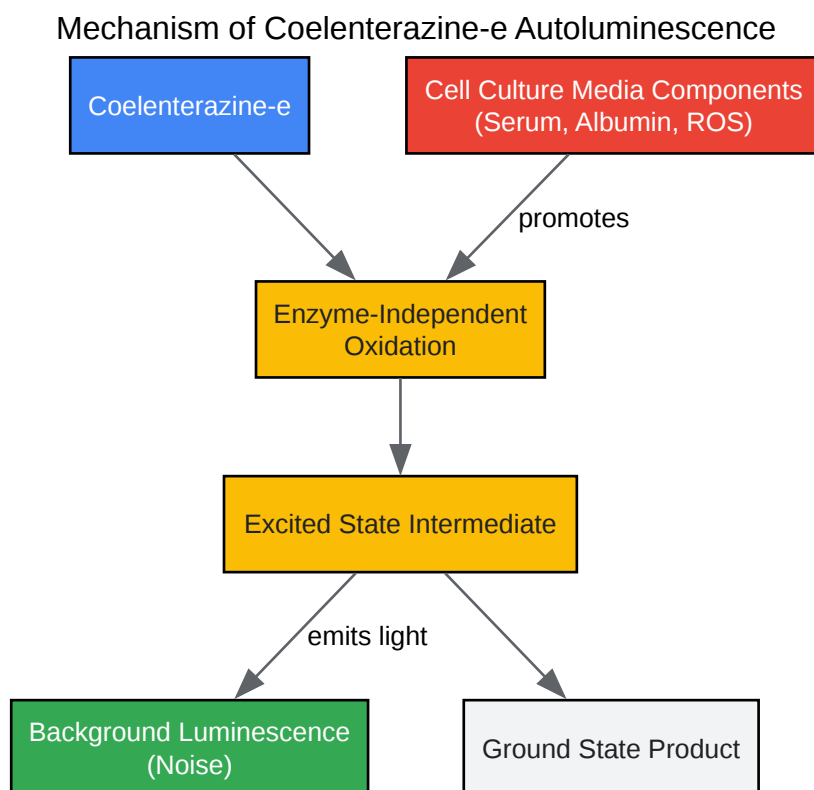 Mechanism of Coelenterazine-e Autoluminescence
Coelenterazine-e
Cell Culture Media Components
(Serum, Albumin, ROS)
promotes
Enzyme-Independent
Oxidation
Excited State Intermediate
emits light
Background Luminescence
(Noise)
Ground State Product